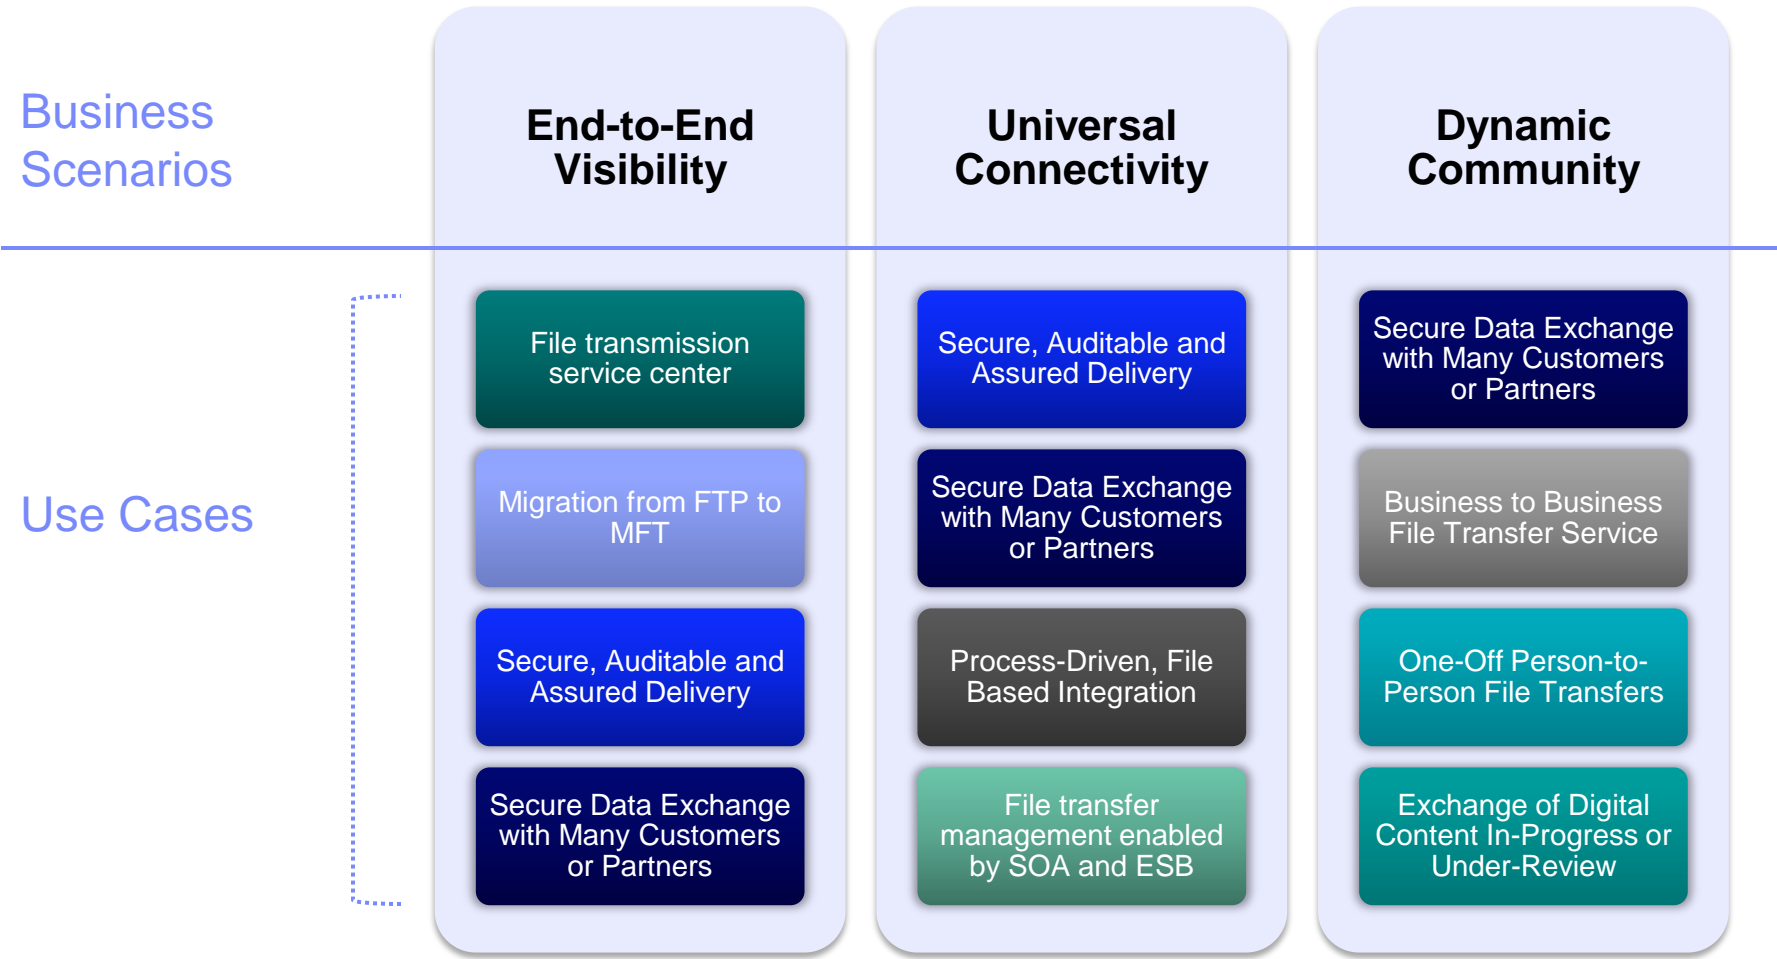 Business
Scenarios
End-to-End
Visibility
Universal
Connectivity
Dynamic
Community
Use Cases
File transmission
service center
Migration from FTP to
MFT
Secure, Auditable and
Assured Delivery
Secure Data Exchange
with Many Customers
or Partners
Secure, Auditable and
Assured Delivery
Secure Data Exchange
with Many Customers
or Partners
Process-Driven, File
Based Integration
File transfer
management enabled
by SOA and ESB
Secure Data Exchange
with Many Customers
or Partners
Business to Business
File Transfer Service
One-Off Person-to-
Person File Transfers
Exchange of Digital
Content In-Progress or
Under-Review